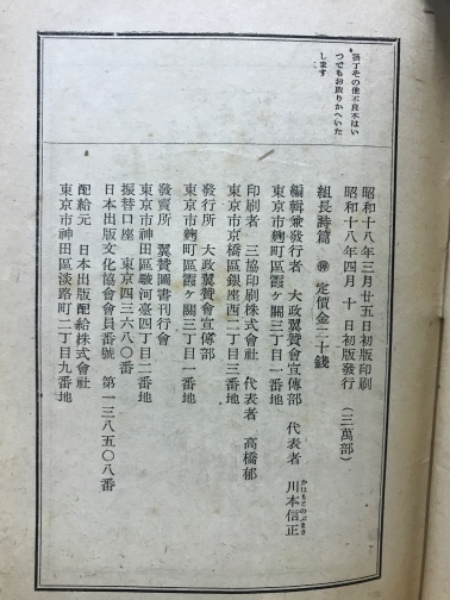 落丁その他不良本はい
つでもお取りかへいた
します
昭和十八年三月廿五日初版印刷
昭和十八年四月十日初版發行 (三萬部)
組長詩篇 ㊕ 定價金二十錢
編輯兼發行者 大政翼贊會宣傳部 代表者 川本信正
かはもとのぶまさ
東京市麴町區霞ケ關三丁目一番地
印刷者 三協印刷株式會社 代表者 高橋郁
東京市京橋區銀座西二丁目三番地
發行所 大政翼贊會宣傳部
東京市麴町區霞ケ關三丁目一番地
發賣所 翼贊圖書刊行會
東京市神田區駿河臺四丁目二番地
振替口座 東京四三六八〇番
日本出版文化協會會員番號 第一三八五〇八番
配給元 日本出版配給株式會社
東京市神田區淡路町二丁目九番地